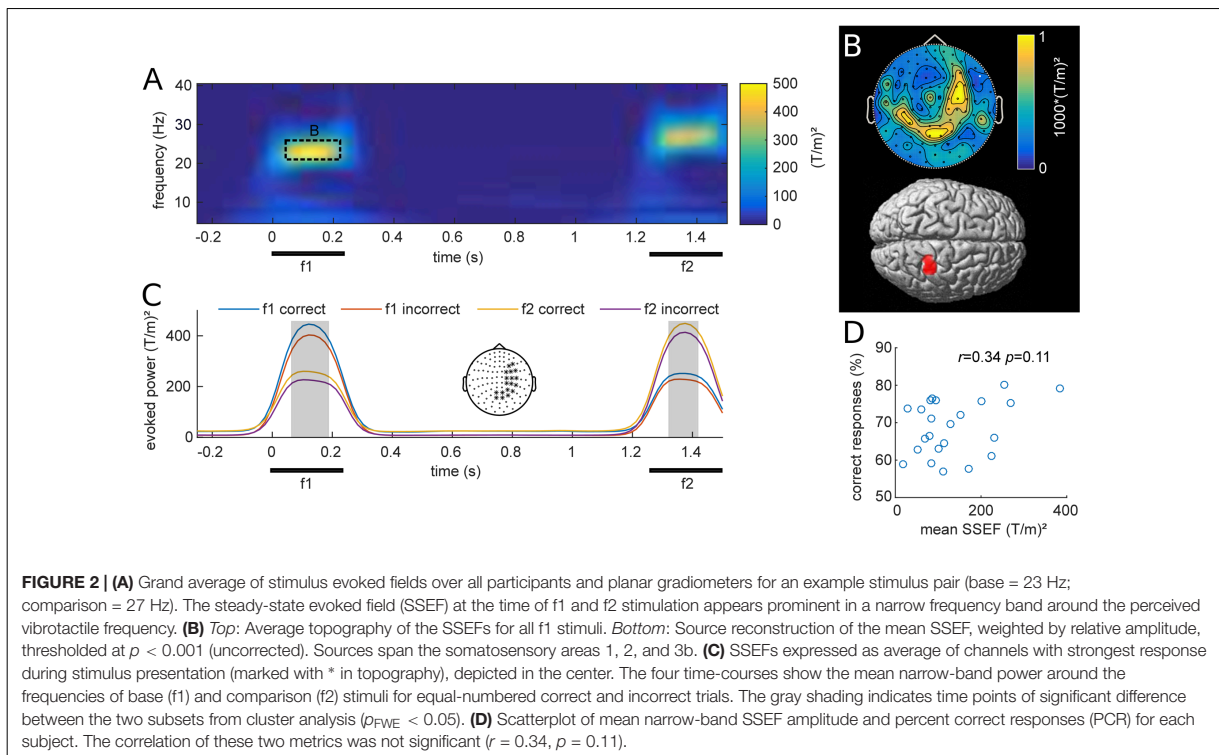 A
40
30
20
10
frequency (Hz)
B
-0.2 0 0.2 0.4 0.6 0.8 1 1.2 1.4
time (s)
f1 f2
500
400
300
200
100
0
(T/m)²
B
1
0
1000*(T/m)²
C
f1 correct f1 incorrect f2 correct f2 incorrect
400
200
0
evoked power (T/m)²
-0.2 0 0.2 0.4 0.6 0.8 1 1.2 1.4
time (s)
f1 f2
D
r=0.34 p=0.11
90
80
70
60
50
correct responses (%)
0 200 400
mean SSEF (T/m)²
FIGURE 2 | (A) Grand average of stimulus evoked fields over all participants and planar gradiometers for an example stimulus pair (base = 23 Hz;
comparison = 27 Hz). The steady-state evoked field (SSEF) at the time of f1 and f2 stimulation appears prominent in a narrow frequency band around the perceived
vibrotactile frequency. (B) Top: Average topography of the SSEFs for all f1 stimuli. Bottom: Source reconstruction of the mean SSEF, weighted by relative amplitude,
thresholded at p < 0.001 (uncorrected). Sources span the somatosensory areas 1, 2, and 3b. (C) SSEFs expressed as average of channels with strongest response
during stimulus presentation (marked with * in topography), depicted in the center. The four time-courses show the mean narrow-band power around the
frequencies of base (f1) and comparison (f2) stimuli for equal-numbered correct and incorrect trials. The gray shading indicates time points of significant difference
between the two subsets from cluster analysis (pFWE < 0.05). (D) Scatterplot of mean narrow-band SSEF amplitude and percent correct responses (PCR) for each
subject. The correlation of these two metrics was not significant (r = 0.34, p = 0.11).